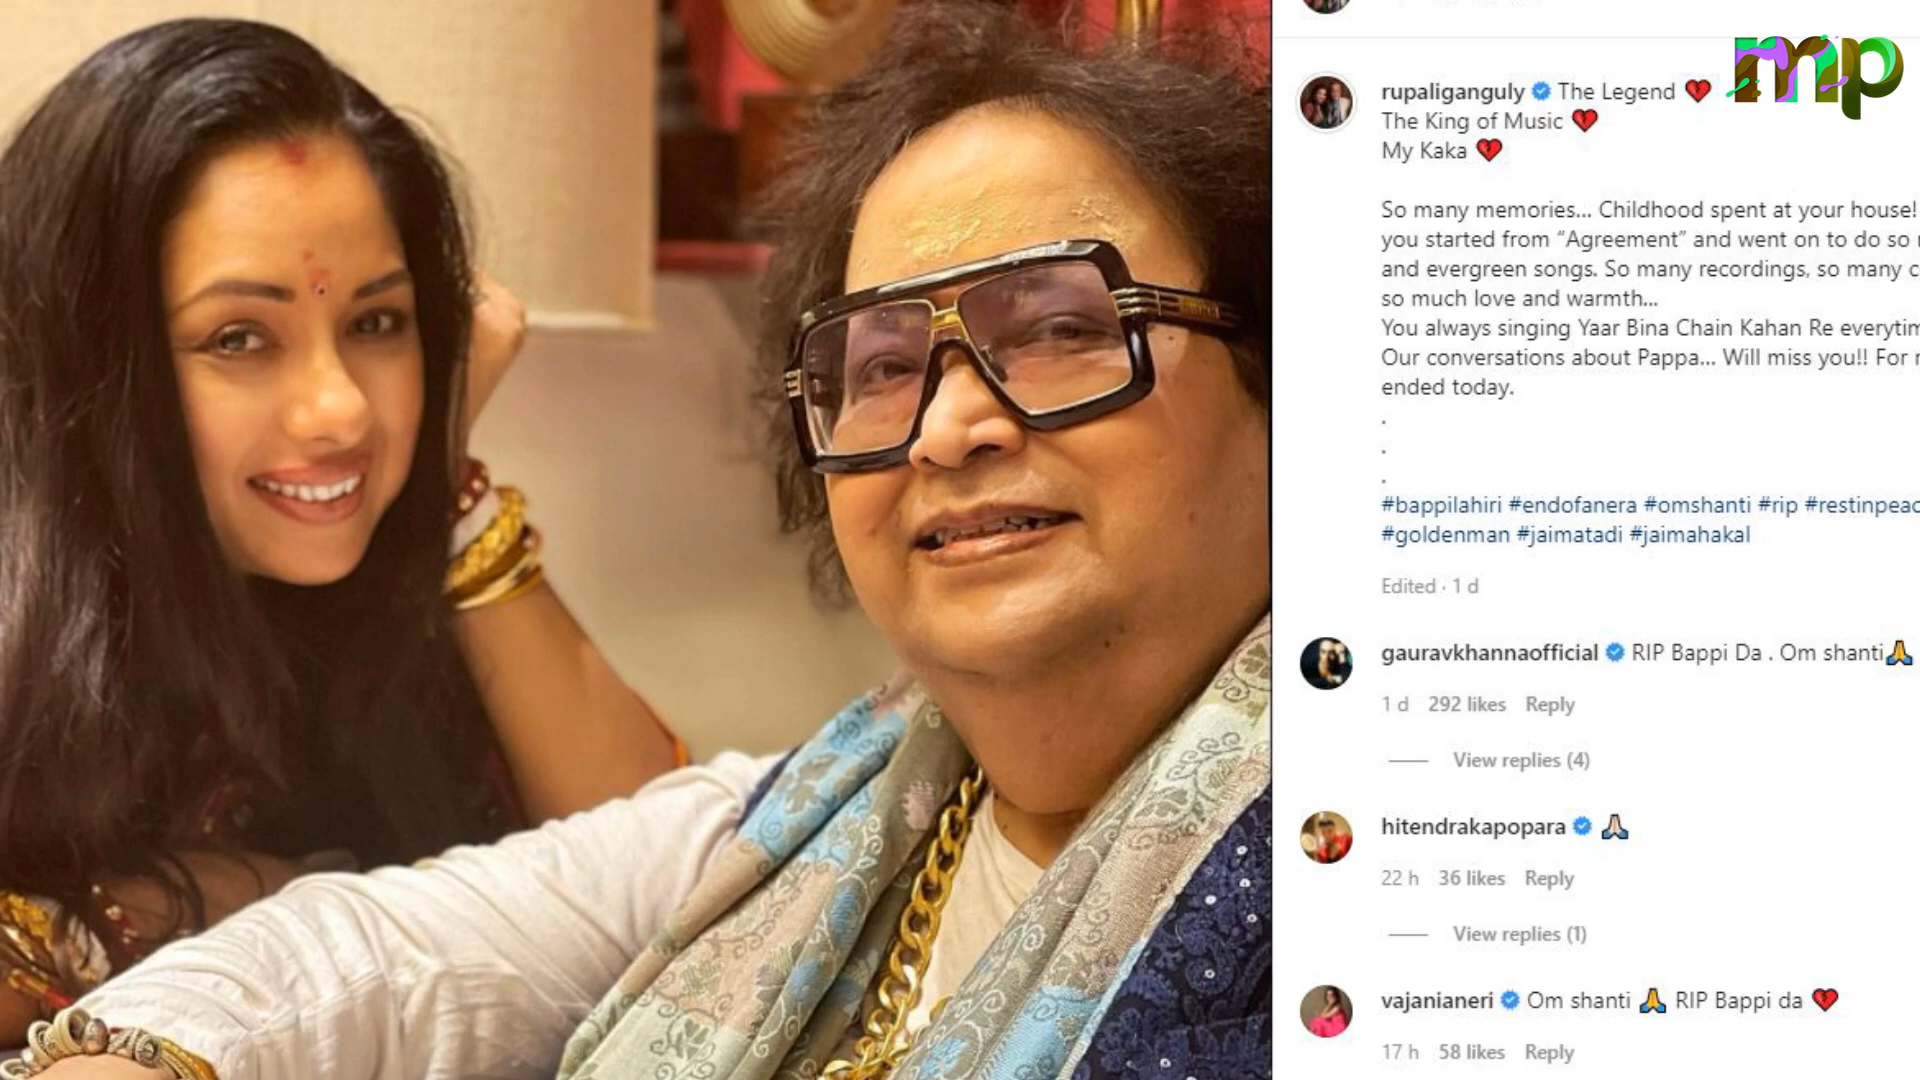 mp
rupaliganguly The Legend 💔
The King of Music 💔
My Kaka 💔
So many memories... Childhood spent at your house!
you started from “Agreement” and went on to do so
and evergreen songs. So many recordings, so many
so much love and warmth...
You always singing Yaar Bina Chain Kahan Re
Our conversations about Pappa... Will miss you!! For
ended today.
.
.
.
#bappilahiri #endofanera #omshanti #rip
#goldenman #jaimatadi #jaimahakal
Edited · 1 d
gauravkhannaofficial RIP Bappi Da . Om shanti🙏
1 d 292 likes Reply
View replies (4)
hitendrakapopara 🙏🏻
22 h 36 likes Reply
View replies (1)
vajanianeri Om shanti 🙏 RIP Bappi da 💔
17 h 58 likes Reply